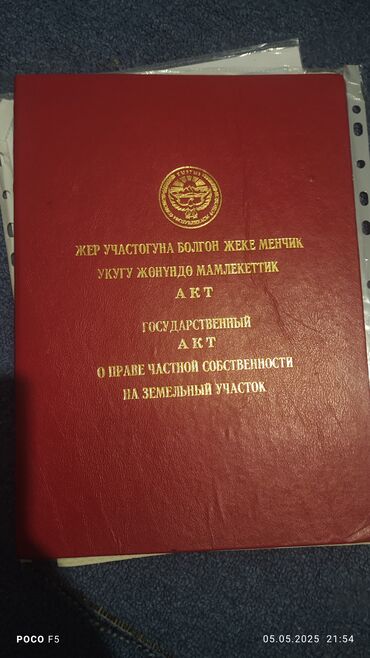 ЖЕР УЧАСТОГУНА БОЛГОН ЖЕКЕ МЕНЧИК
УКУГУ ЖӨНҮНДӨ МАМЛЕКЕТТИК
АКТ
ГОСУДАРСТВЕННЫЙ
АКТ
О ПРАВЕ ЧАСТНОЙ СОБСТВЕННОСТИ
НА ЗЕМЕЛЬНЫЙ УЧАСТОК
POCO F5
05.05.2025 21:54